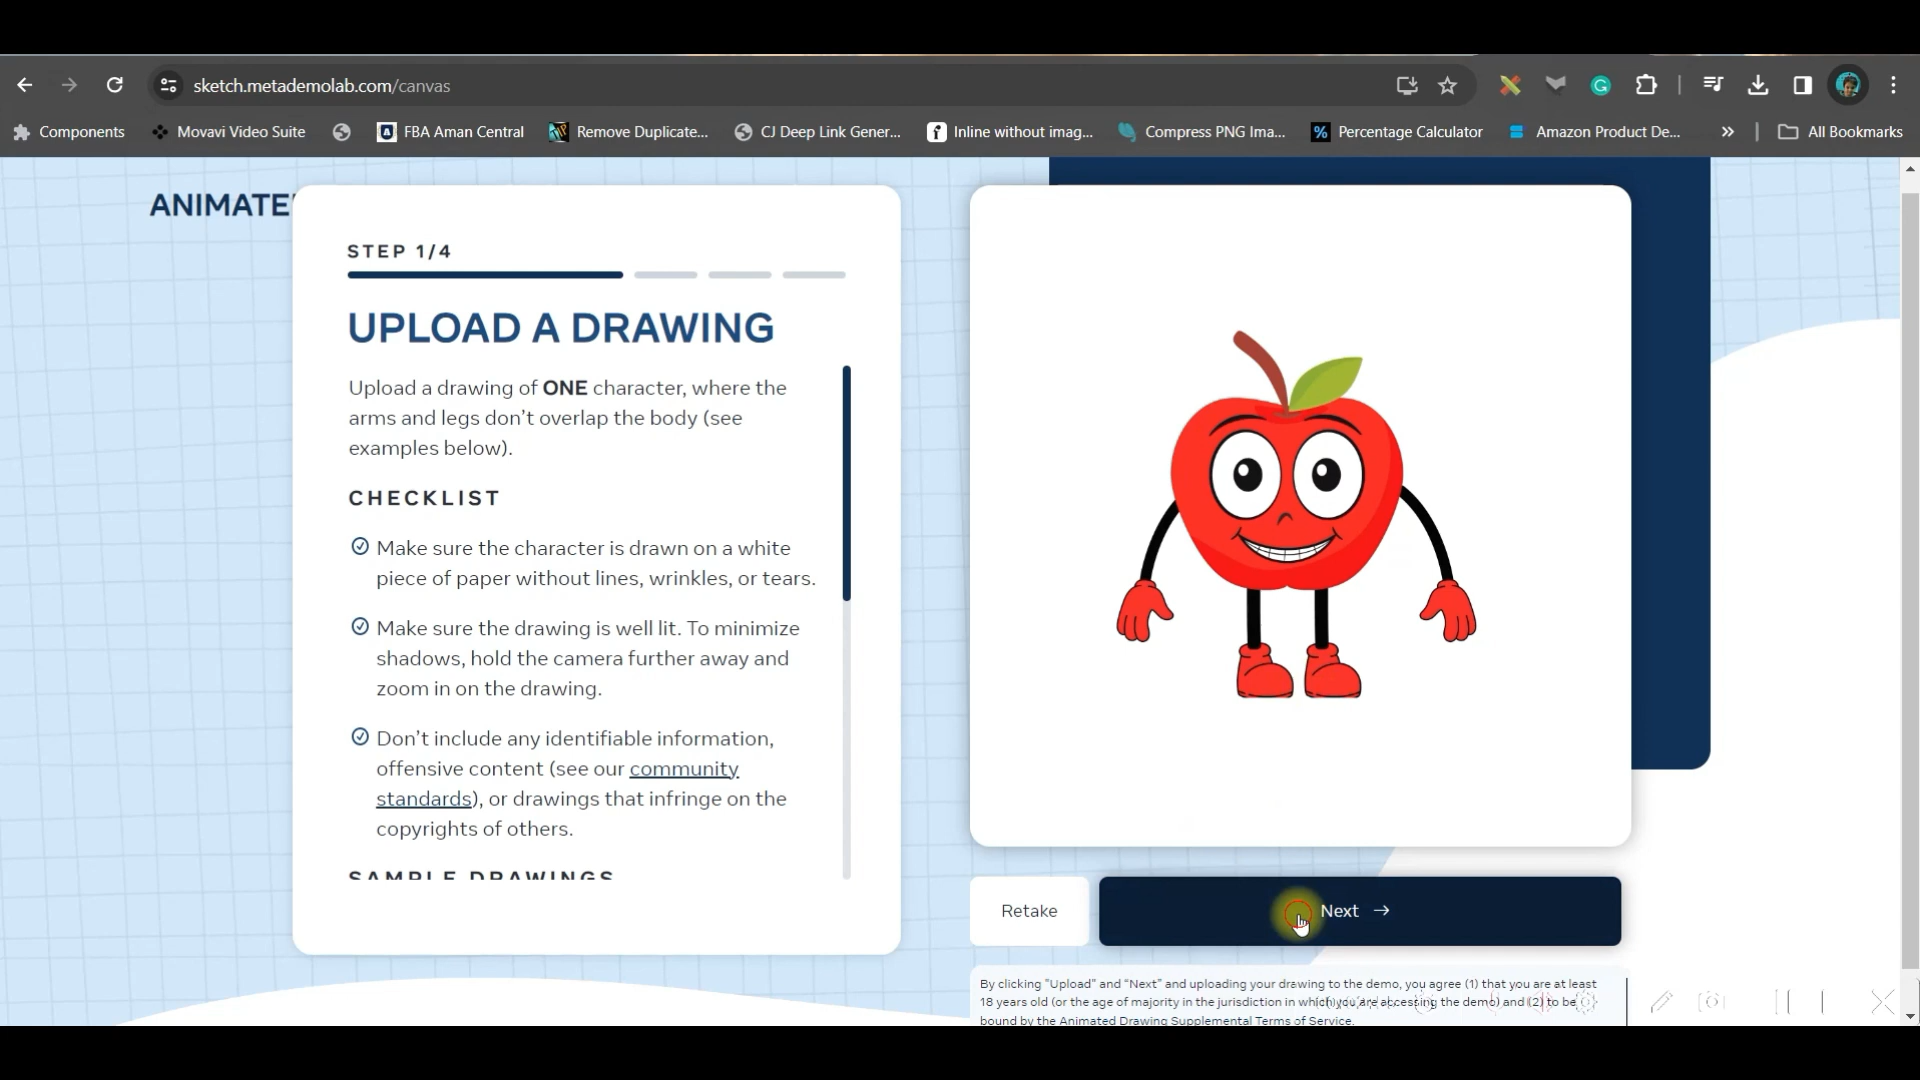 sketch.metademolab.com/canvas
Components
Movavi Video Suite
FBA Aman Central
Remove Duplicate...
CJ Deep Link Gener...
Inline without imag...
Compress PNG Ima...
Percentage Calculator
Amazon Product De...
»
All Bookmarks
ANIMATE
STEP 1/4
UPLOAD A DRAWING
Upload a drawing of ONE character, where the
arms and legs don’t overlap the body (see
examples below).
CHECKLIST
Make sure the character is drawn on a white
piece of paper without lines, wrinkles, or tears.
Make sure the drawing is well lit. To minimize
shadows, hold the camera further away and
zoom in on the drawing.
Don’t include any identifiable information,
offensive content (see our community
standards), or drawings that infringe on the
copyrights of others.
SAMPLE DRAWINGS
Retake
Next →
By clicking “Upload” and “Next” and uploading your drawing to the demo, you agree (1) that you are at least
18 years old (or the age of majority in the jurisdiction in which you are accessing the demo) and (2) to be
bound by the Animated Drawing Supplemental Terms of Service.